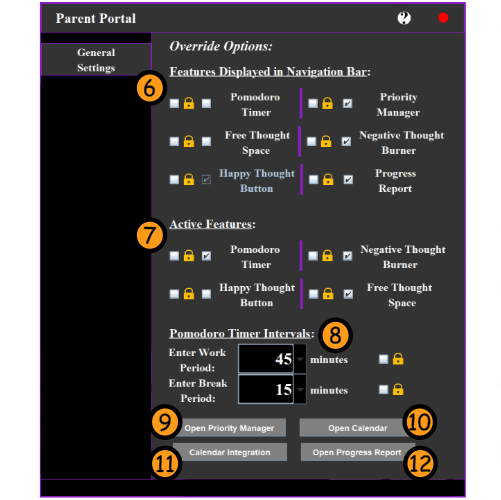 Parent Portal ?
General
Settings
Override Options:
Features Displayed in Navigation Bar:
6
Pomodoro
Timer
Priority
Manager
Free Thought
Space
Negative Thought
Burner
Happy Thought
Button
Progress
Report
7
Active Features:
Pomodoro
Timer
Negative Thought
Burner
Happy Thought
Button
Free Thought
Space
Pomodoro Timer Intervals: 8
Enter Work
Period:
45 minutes
Enter Break
Period:
15 minutes
9 Open Priority Manager
Open Calendar 10
11 Calendar Integration
Open Progress Report 12